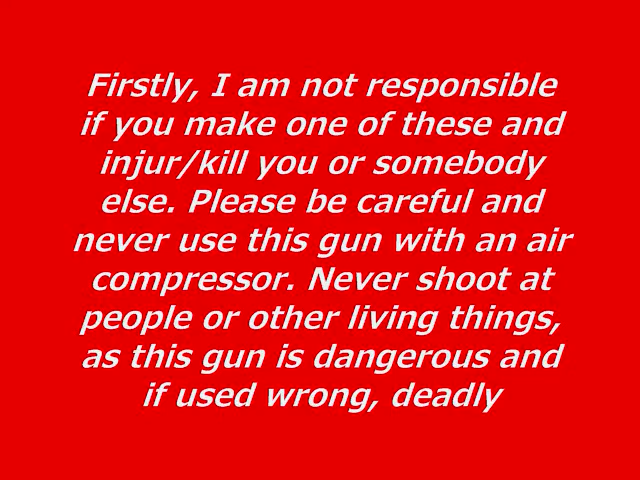 Firstly, I am not responsible
if you make one of these and
injur/kill you or somebody
else. Please be careful and
never use this gun with an air
compressor. Never shoot at
people or other living things,
as this gun is dangerous and
if used wrong, deadly